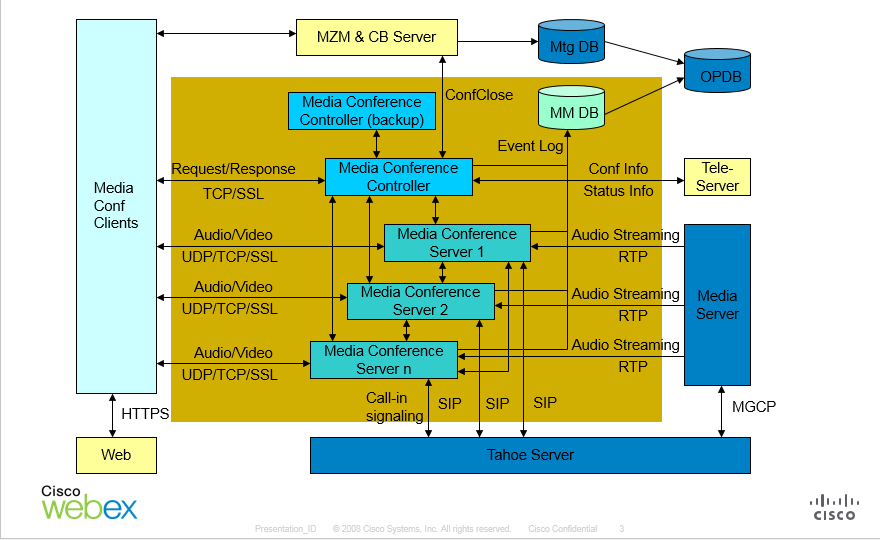 MZM & CB Server
Mtg DB
OPDB
ConfClose
Media Conference
Controller (backup)
MM DB
Event Log
Media
Conf
Clients
Request/Response
TCP/SSL
Media Conference
Controller
Conf Info
Status Info
Tele-
Server
Audio/Video
UDP/TCP/SSL
Media Conference
Server 1
Audio Streaming
RTP
Audio/Video
UDP/TCP/SSL
Media Conference
Server 2
Audio Streaming
RTP
Media
Server
Audio/Video
UDP/TCP/SSL
Media Conference
Server n
Audio Streaming
RTP
HTTPS
Call-in
signaling
SIP
SIP
SIP
MGCP
Web
Tahoe Server
Cisco
webex
CISCO
Presentation_ID
© 2008 Cisco Systems, Inc. All rights reserved.
Cisco Confidential
3